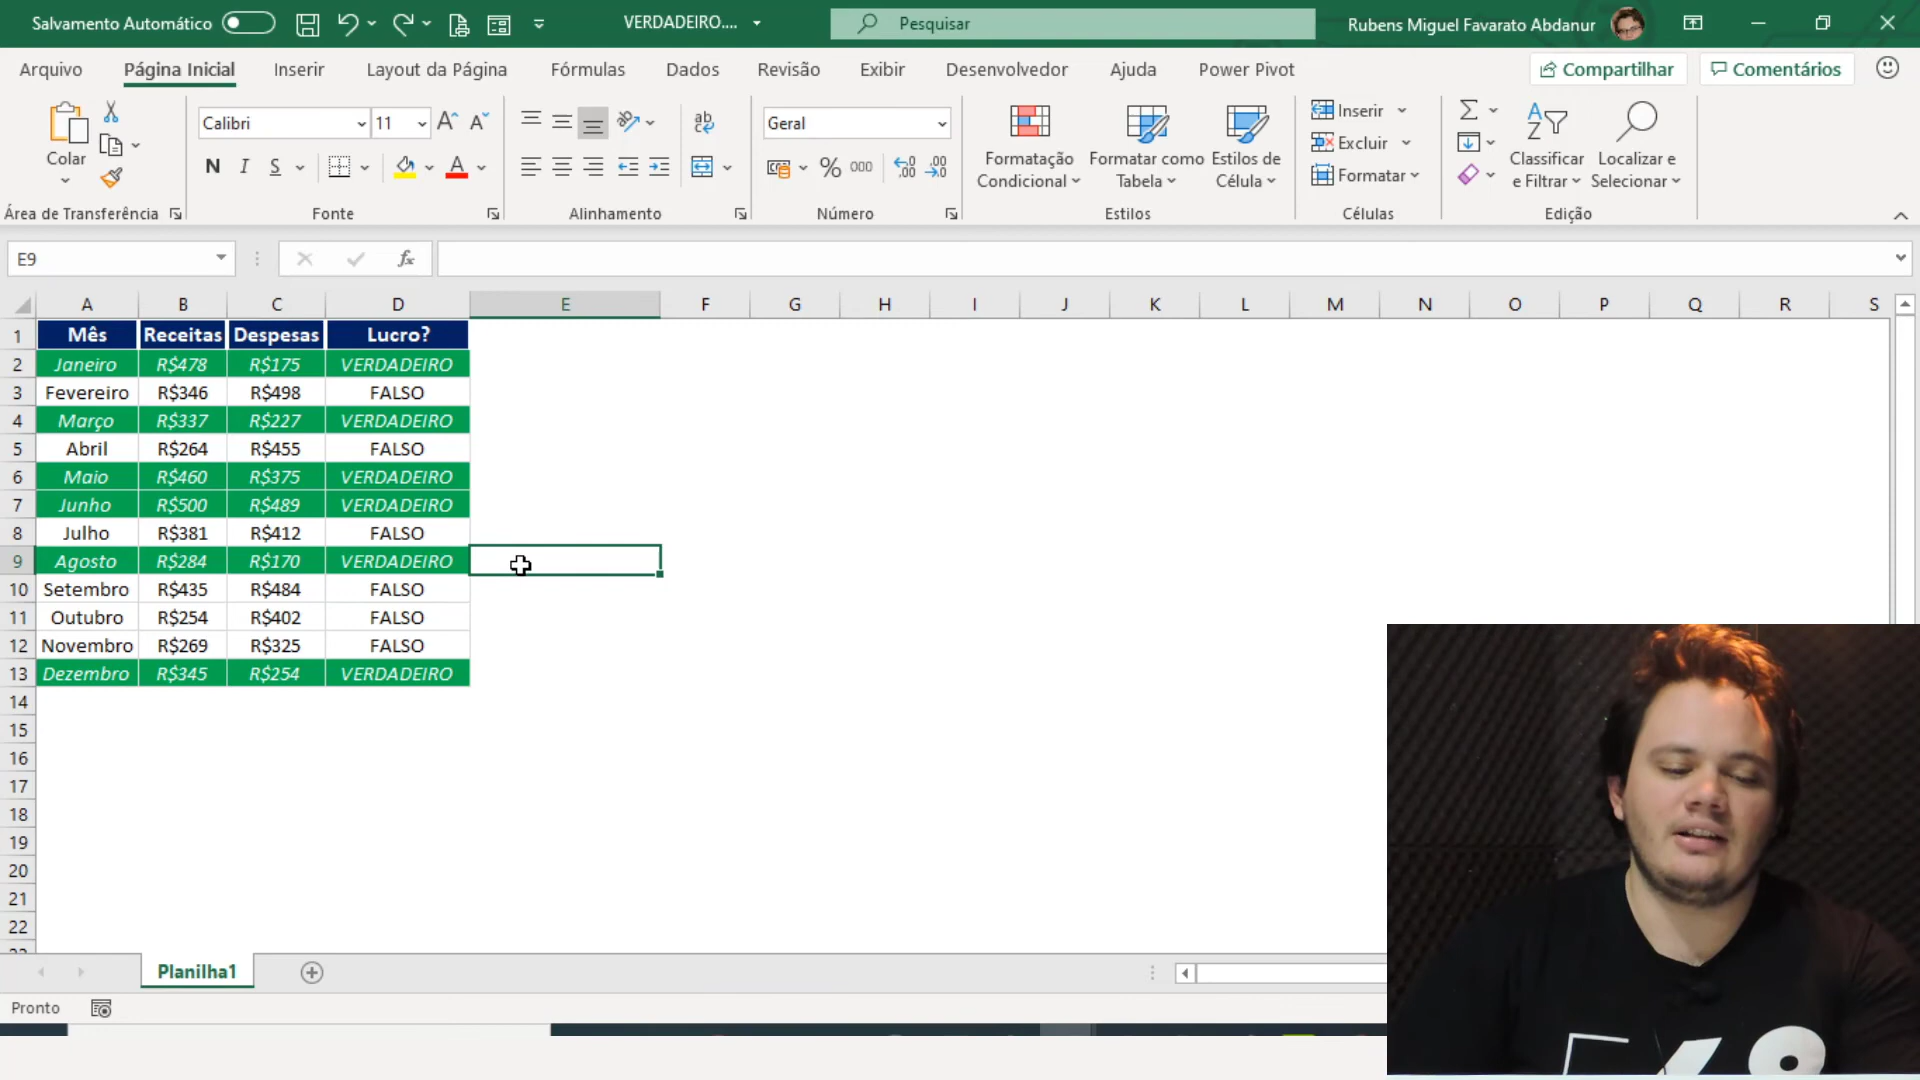 Salvamento Automático
VERDADEIRO....
Pesquisar
Rubens Miguel Favarato Abdanur
Arquivo
Página Inicial
Inserir
Layout da Página
Fórmulas
Dados
Revisão
Exibir
Desenvolvedor
Ajuda
Power Pivot
Compartilhar
Comentários
Colar
Calibri
11
N I S
Geral
% 000
Formatação Condicional
Formatar como Tabela
Estilos de Célula
Inserir
Excluir
Formatar
Classificar e Filtrar
Localizar e Selecionar
Área de Transferência
Fonte
Alinhamento
Número
Estilos
Células
Edição
E9
fx
A B C D E F G H I J K L M N O P Q R S
1 Mês Receitas Despesas Lucro?
2 Janeiro R$478 R$175 VERDADEIRO
3 Fevereiro R$346 R$498 FALSO
4 Março R$337 R$227 VERDADEIRO
5 Abril R$264 R$455 FALSO
6 Maio R$460 R$375 VERDADEIRO
7 Junho R$500 R$489 VERDADEIRO
8 Julho R$381 R$412 FALSO
9 Agosto R$284 R$170 VERDADEIRO
10 Setembro R$435 R$484 FALSO
11 Outubro R$254 R$402 FALSO
12 Novembro R$269 R$325 FALSO
13 Dezembro R$345 R$254 VERDADEIRO
14
15
16
17
18
19
20
21
22
Planilha1
Pronto